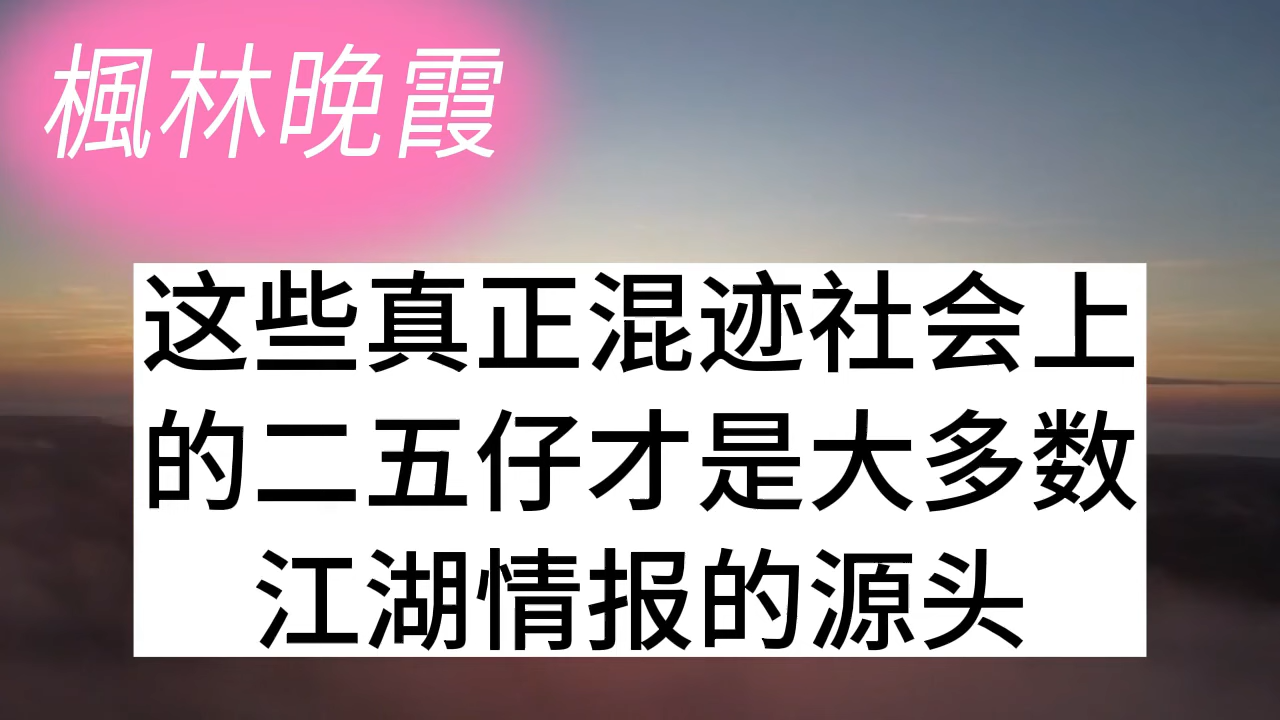 楓林晚霞
这些真正混迹社会上
的二五仔才是大多数
江湖情报的源头